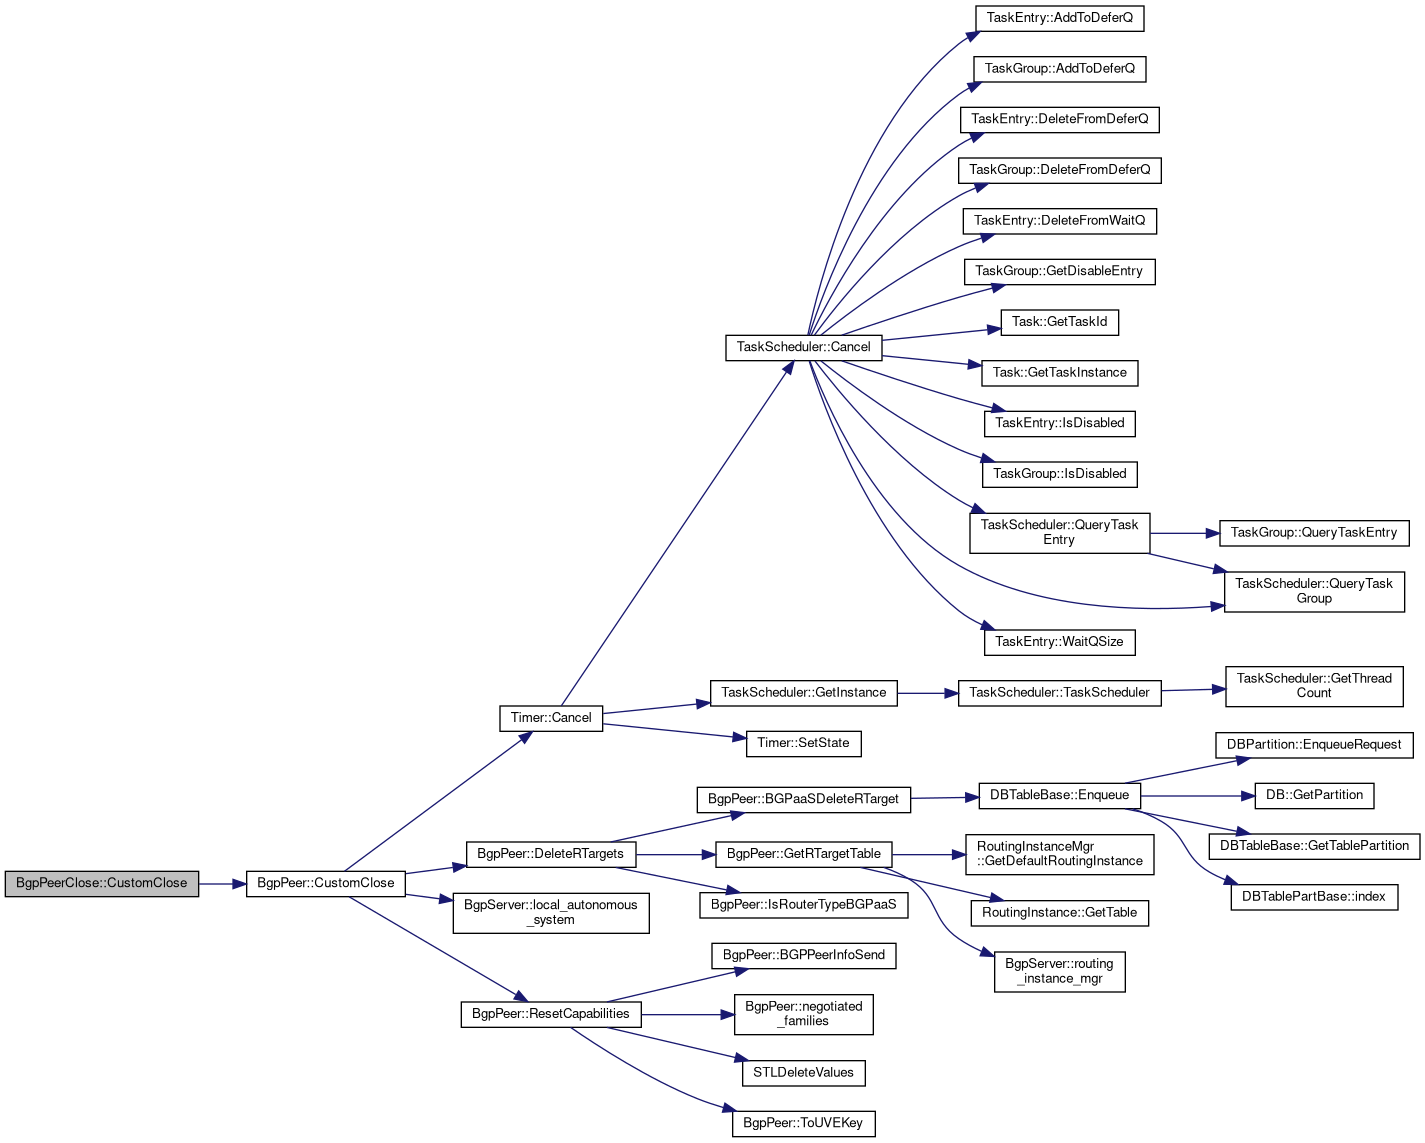 TaskEntry::AddToDeferQ
TaskGroup::AddToDeferQ
TaskEntry::DeleteFromDeferQ
TaskGroup::DeleteFromDeferQ
TaskEntry::DeleteFromWaitQ
TaskGroup::GetDisableEntry
Task::GetTaskId
TaskScheduler::Cancel
Task::GetTaskInstance
TaskEntry::IsDisabled
TaskGroup::IsDisabled
TaskScheduler::QueryTask
Entry
TaskGroup::QueryTaskEntry
TaskScheduler::QueryTask
Group
TaskEntry::WaitQSize
TaskScheduler::GetInstance
TaskScheduler::TaskScheduler
TaskScheduler::GetThread
Count
Timer::Cancel
Timer::SetState
DBPartition::EnqueueRequest
BgpPeer::BGPaaSDeleteRTarget
DBTableBase::Enqueue
DB::GetPartition
DBTableBase::GetTablePartition
BgpPeer::DeleteRTargets
BgpPeer::GetRTargetTable
RoutingInstanceMgr
::GetDefaultRoutingInstance
BgpPeerClose::CustomClose
BgpPeer::CustomClose
DBTablePartBase::index
BgpServer::local_autonomous
_system
BgpPeer::IsRouterTypeBGPaaS
RoutingInstance::GetTable
BgpPeer::BGPPeerInfoSend
BgpServer::routing
_instance_mgr
BgpPeer::ResetCapabilities
BgpPeer::negotiated
_families
STLDeleteValues
BgpPeer::ToUVEKey